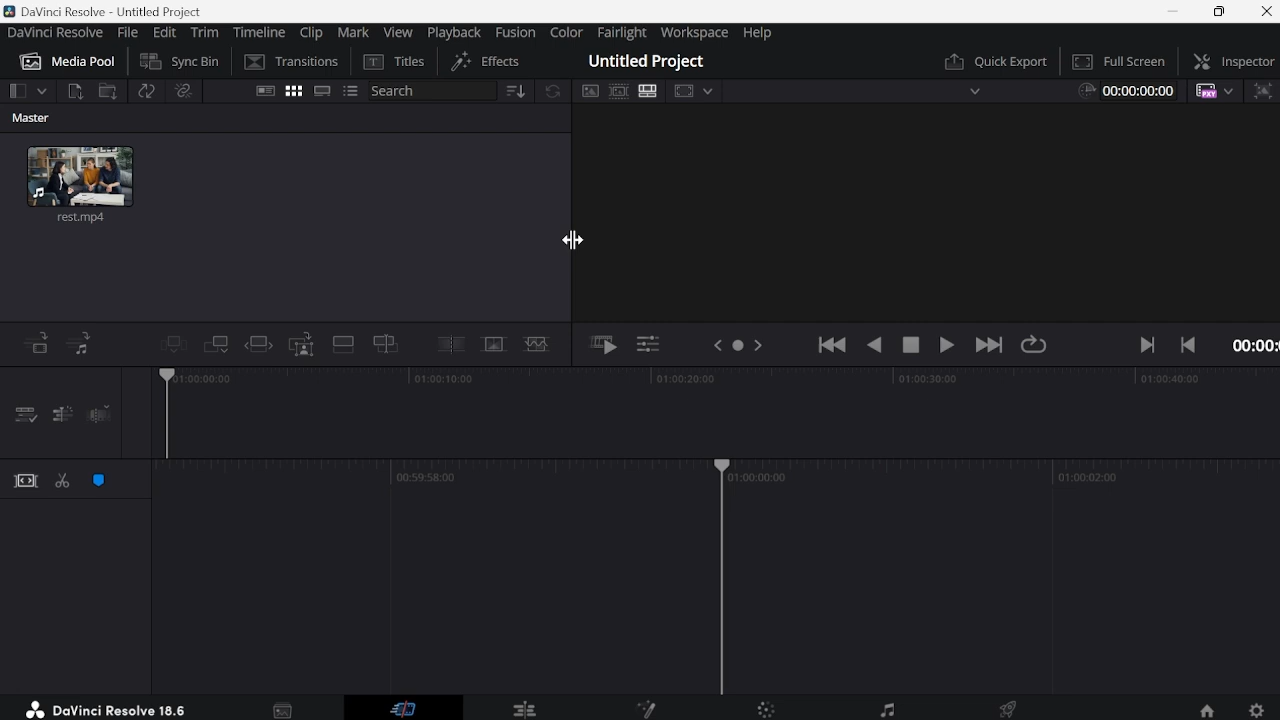 DaVinci Resolve - Untitled Project
DaVinci Resolve File Edit Trim Timeline Clip Mark View Playback Fusion Color Fairlight Workspace Help
Media Pool Sync Bin Transitions Titles Effects Untitled Project Quick Export Full Screen Inspector
Search 00:00:00:00 PXY
Master
rest.mp4
00:00:
01:00:00:00 01:00:10:00 01:00:20:00 01:00:30:00 01:00:40:00
00:59:58:00 01:00:00:00 01:00:02:00
DaVinci Resolve 18.6